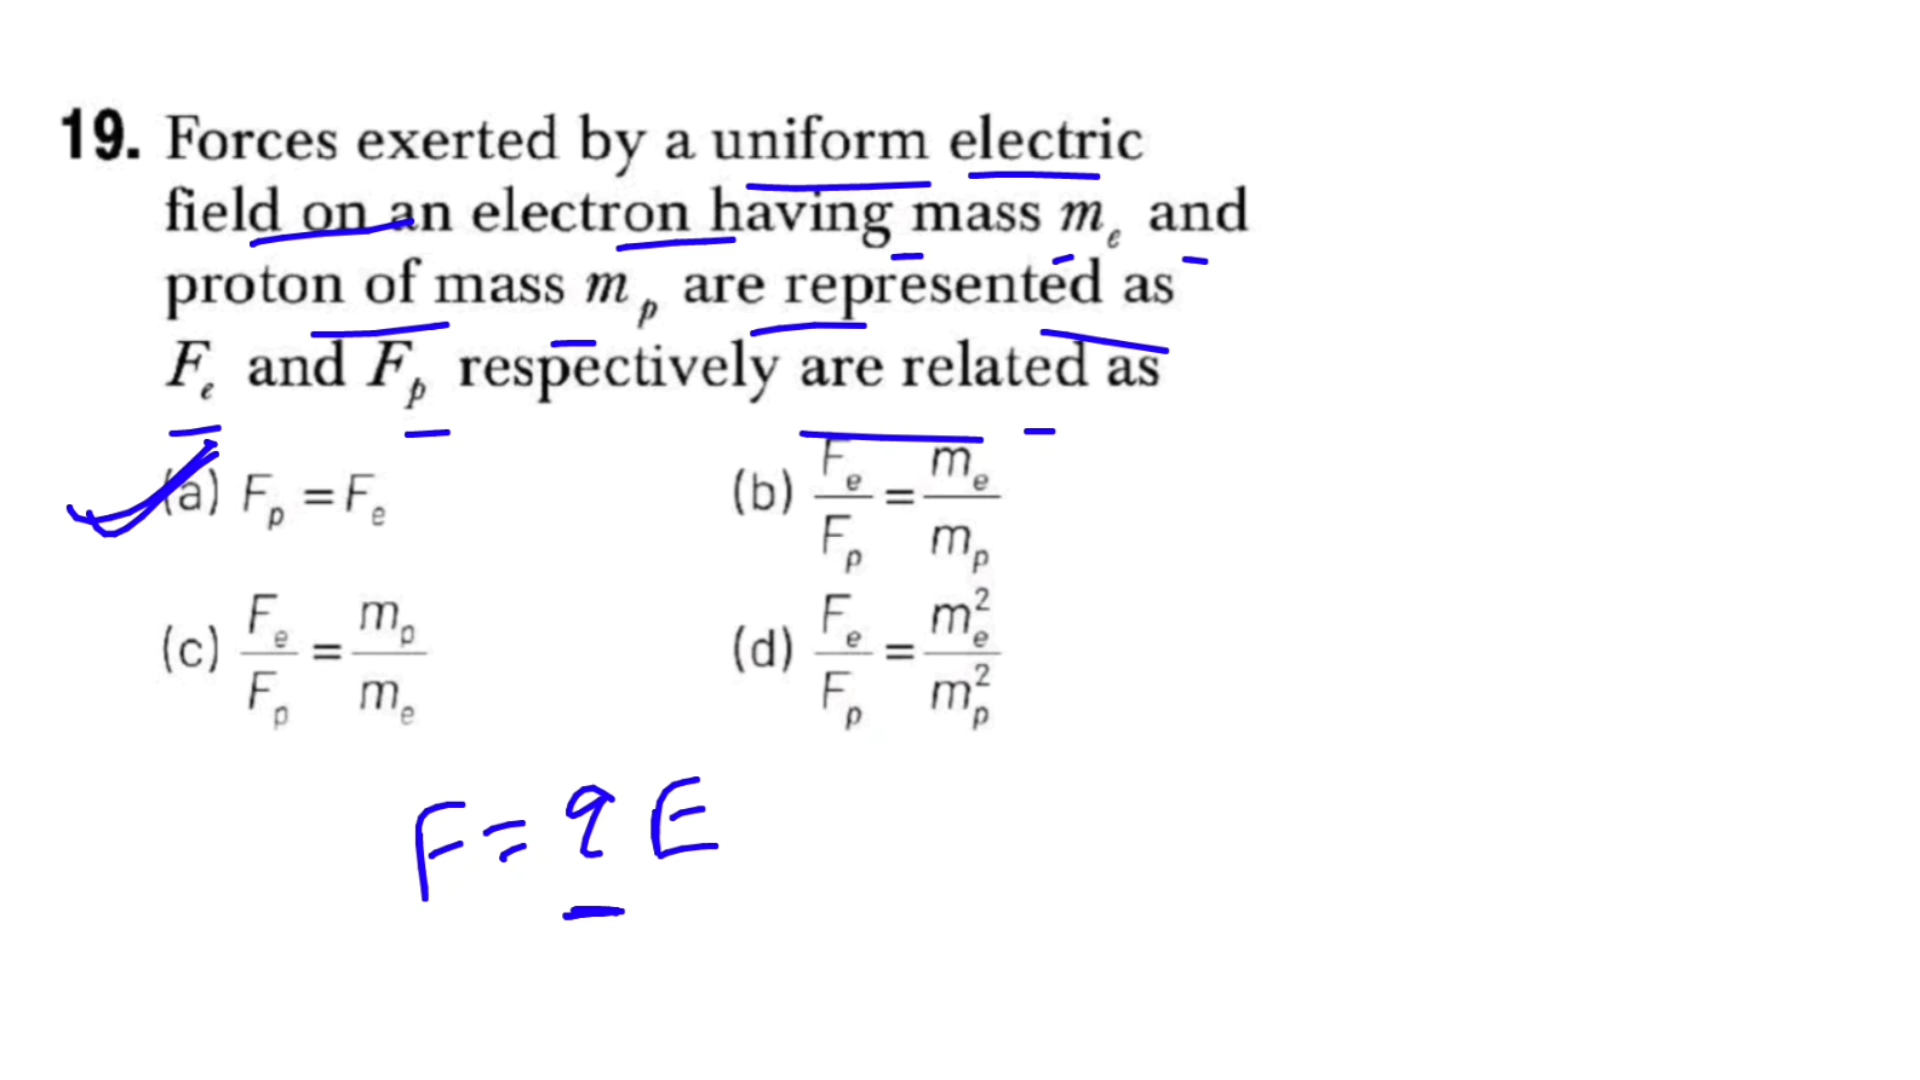 19. Forces exerted by a uniform electric
field on an electron having mass mₑ and
proton of mass mₚ are represented as
Fₑ and Fₚ respectively are related as
(a) Fₚ = Fₑ (b) Fₑ/Fₚ = mₑ/mₚ
(c) Fₑ/Fₚ = mₚ/mₑ (d) Fₑ/Fₚ = mₑ²/mₚ²
F = qE